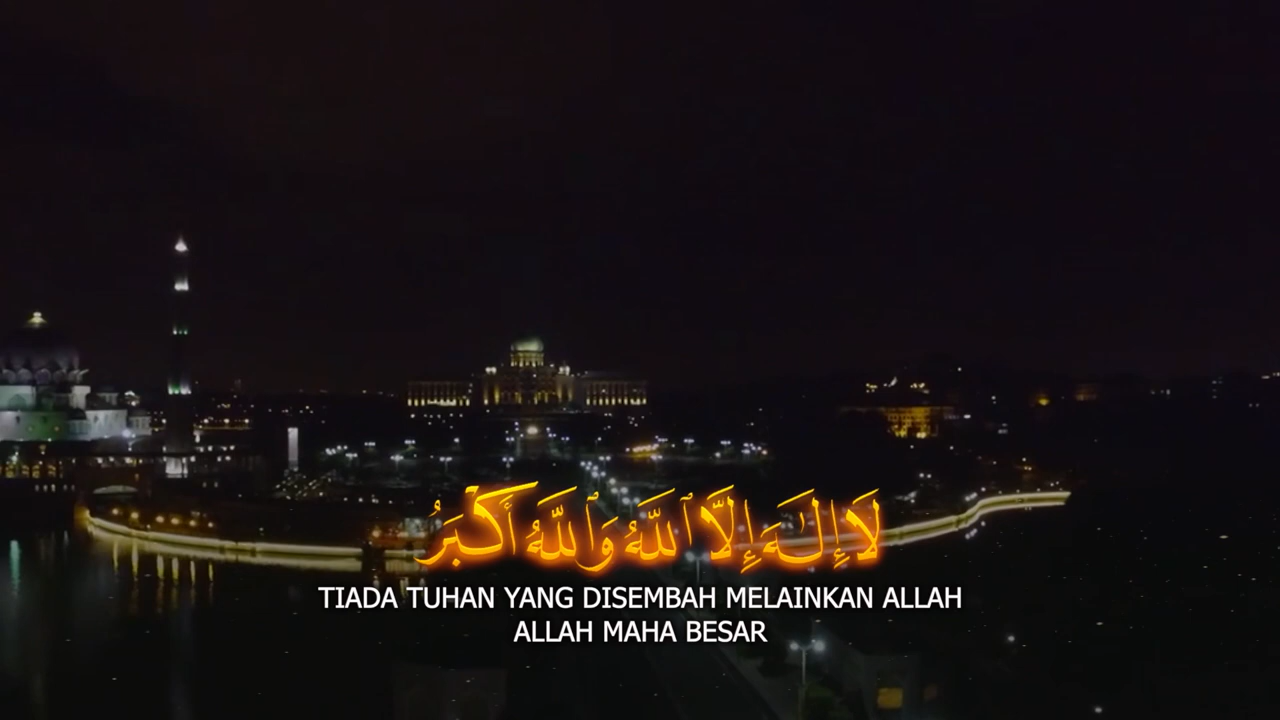 لَا إِلَـٰهَ إِلَّا ٱللَّهُ وَٱللَّهُ أَكْبَرُ
TIADA TUHAN YANG DISEMBAH MELAINKAN ALLAH
ALLAH MAHA BESAR